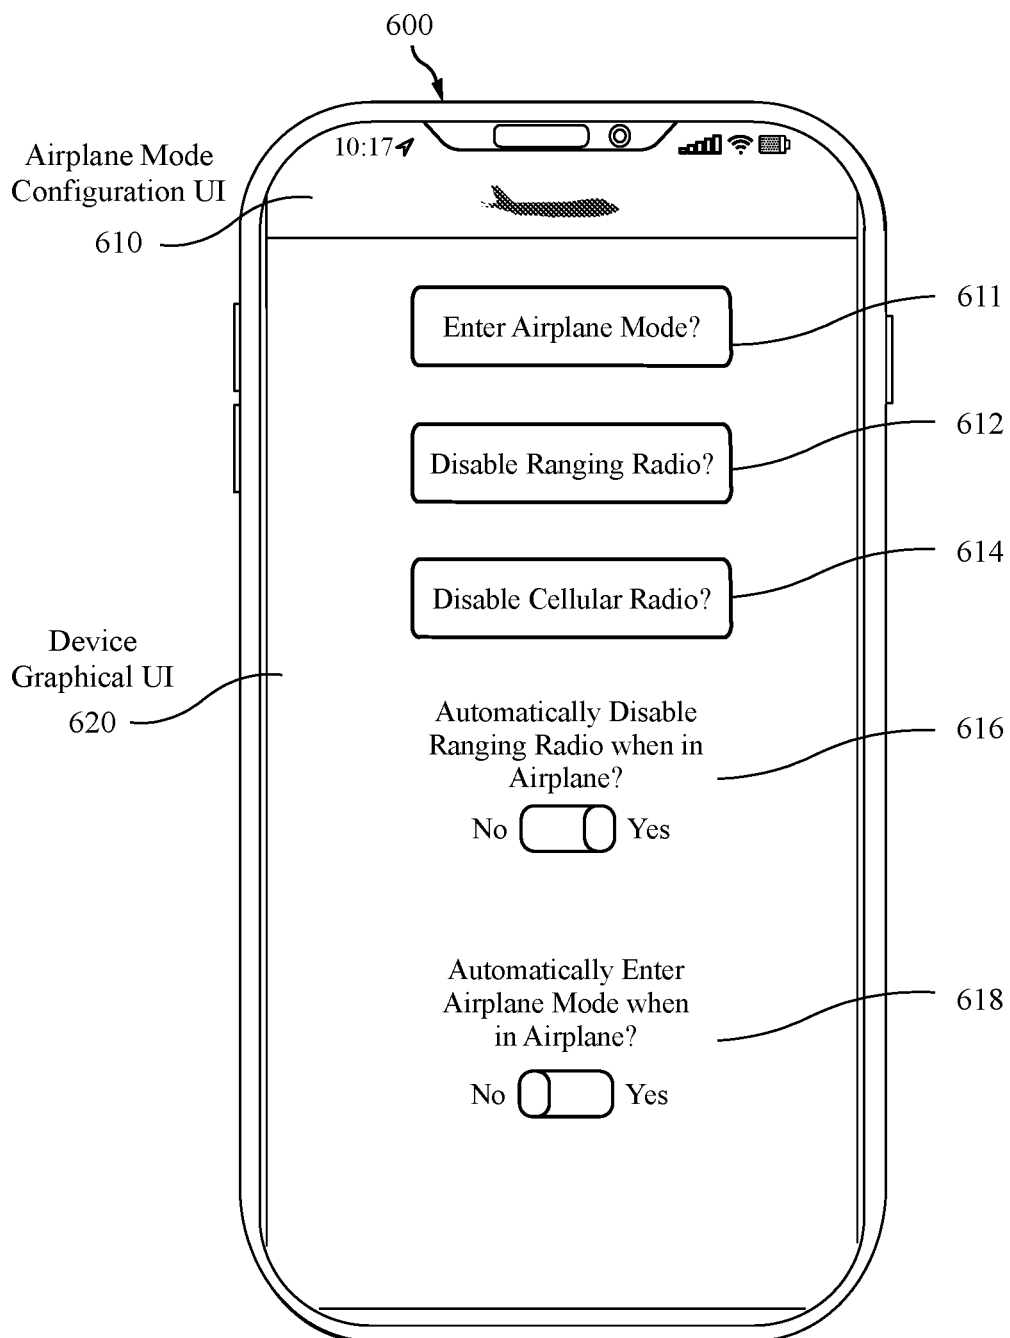 600
10:17
Airplane Mode
Configuration UI
610
Enter Airplane Mode?
611
Disable Ranging Radio?
612
Disable Cellular Radio?
614
Device
Graphical UI
620
Automatically Disable
Ranging Radio when in
Airplane?
616
No Yes
Automatically Enter
Airplane Mode when
in Airplane?
618
No Yes